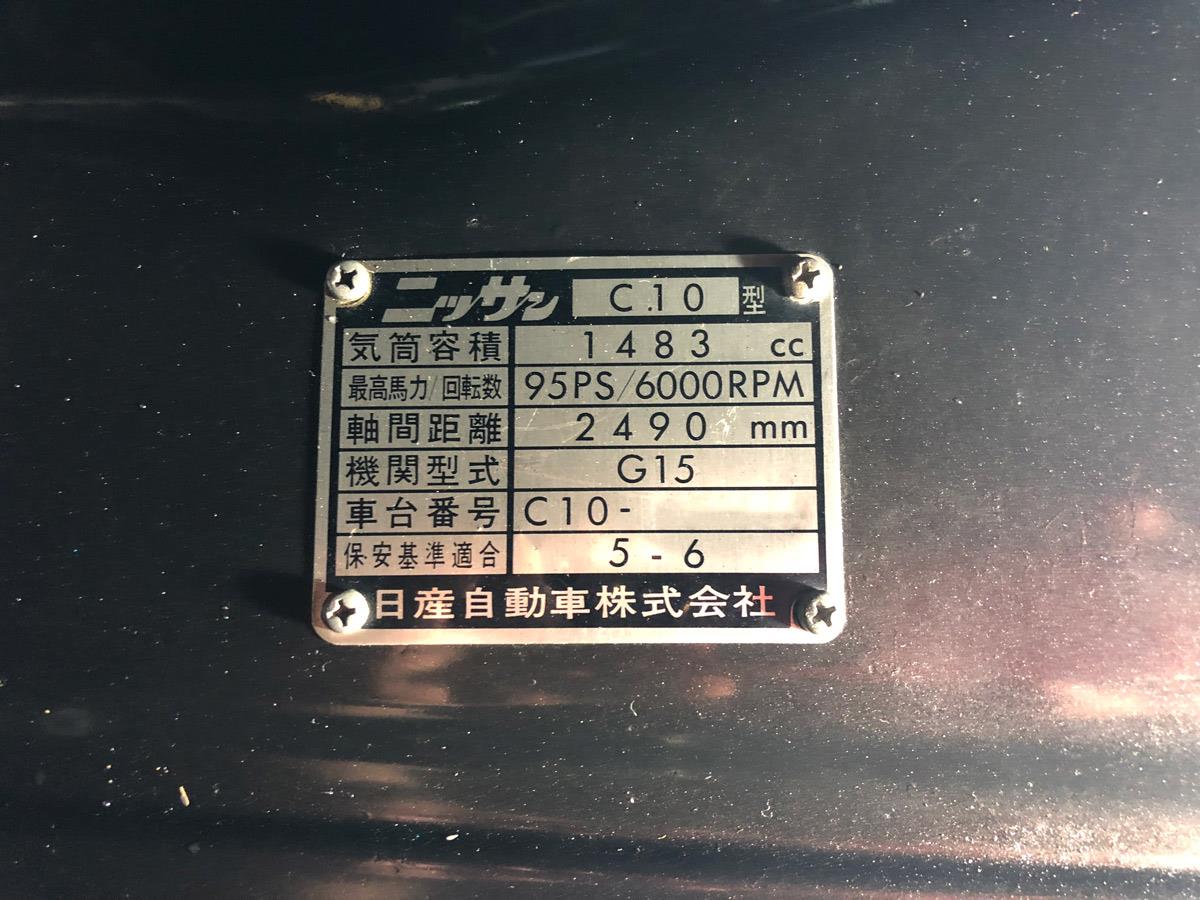 ニッサン C.10 型
気筒容積 1483 cc
最高馬力/回転数 95PS/6000RPM
軸間距離 2490 mm
機関型式 G15
車台番号 C10-
保安基準適合 5-6
日産自動車株式会社